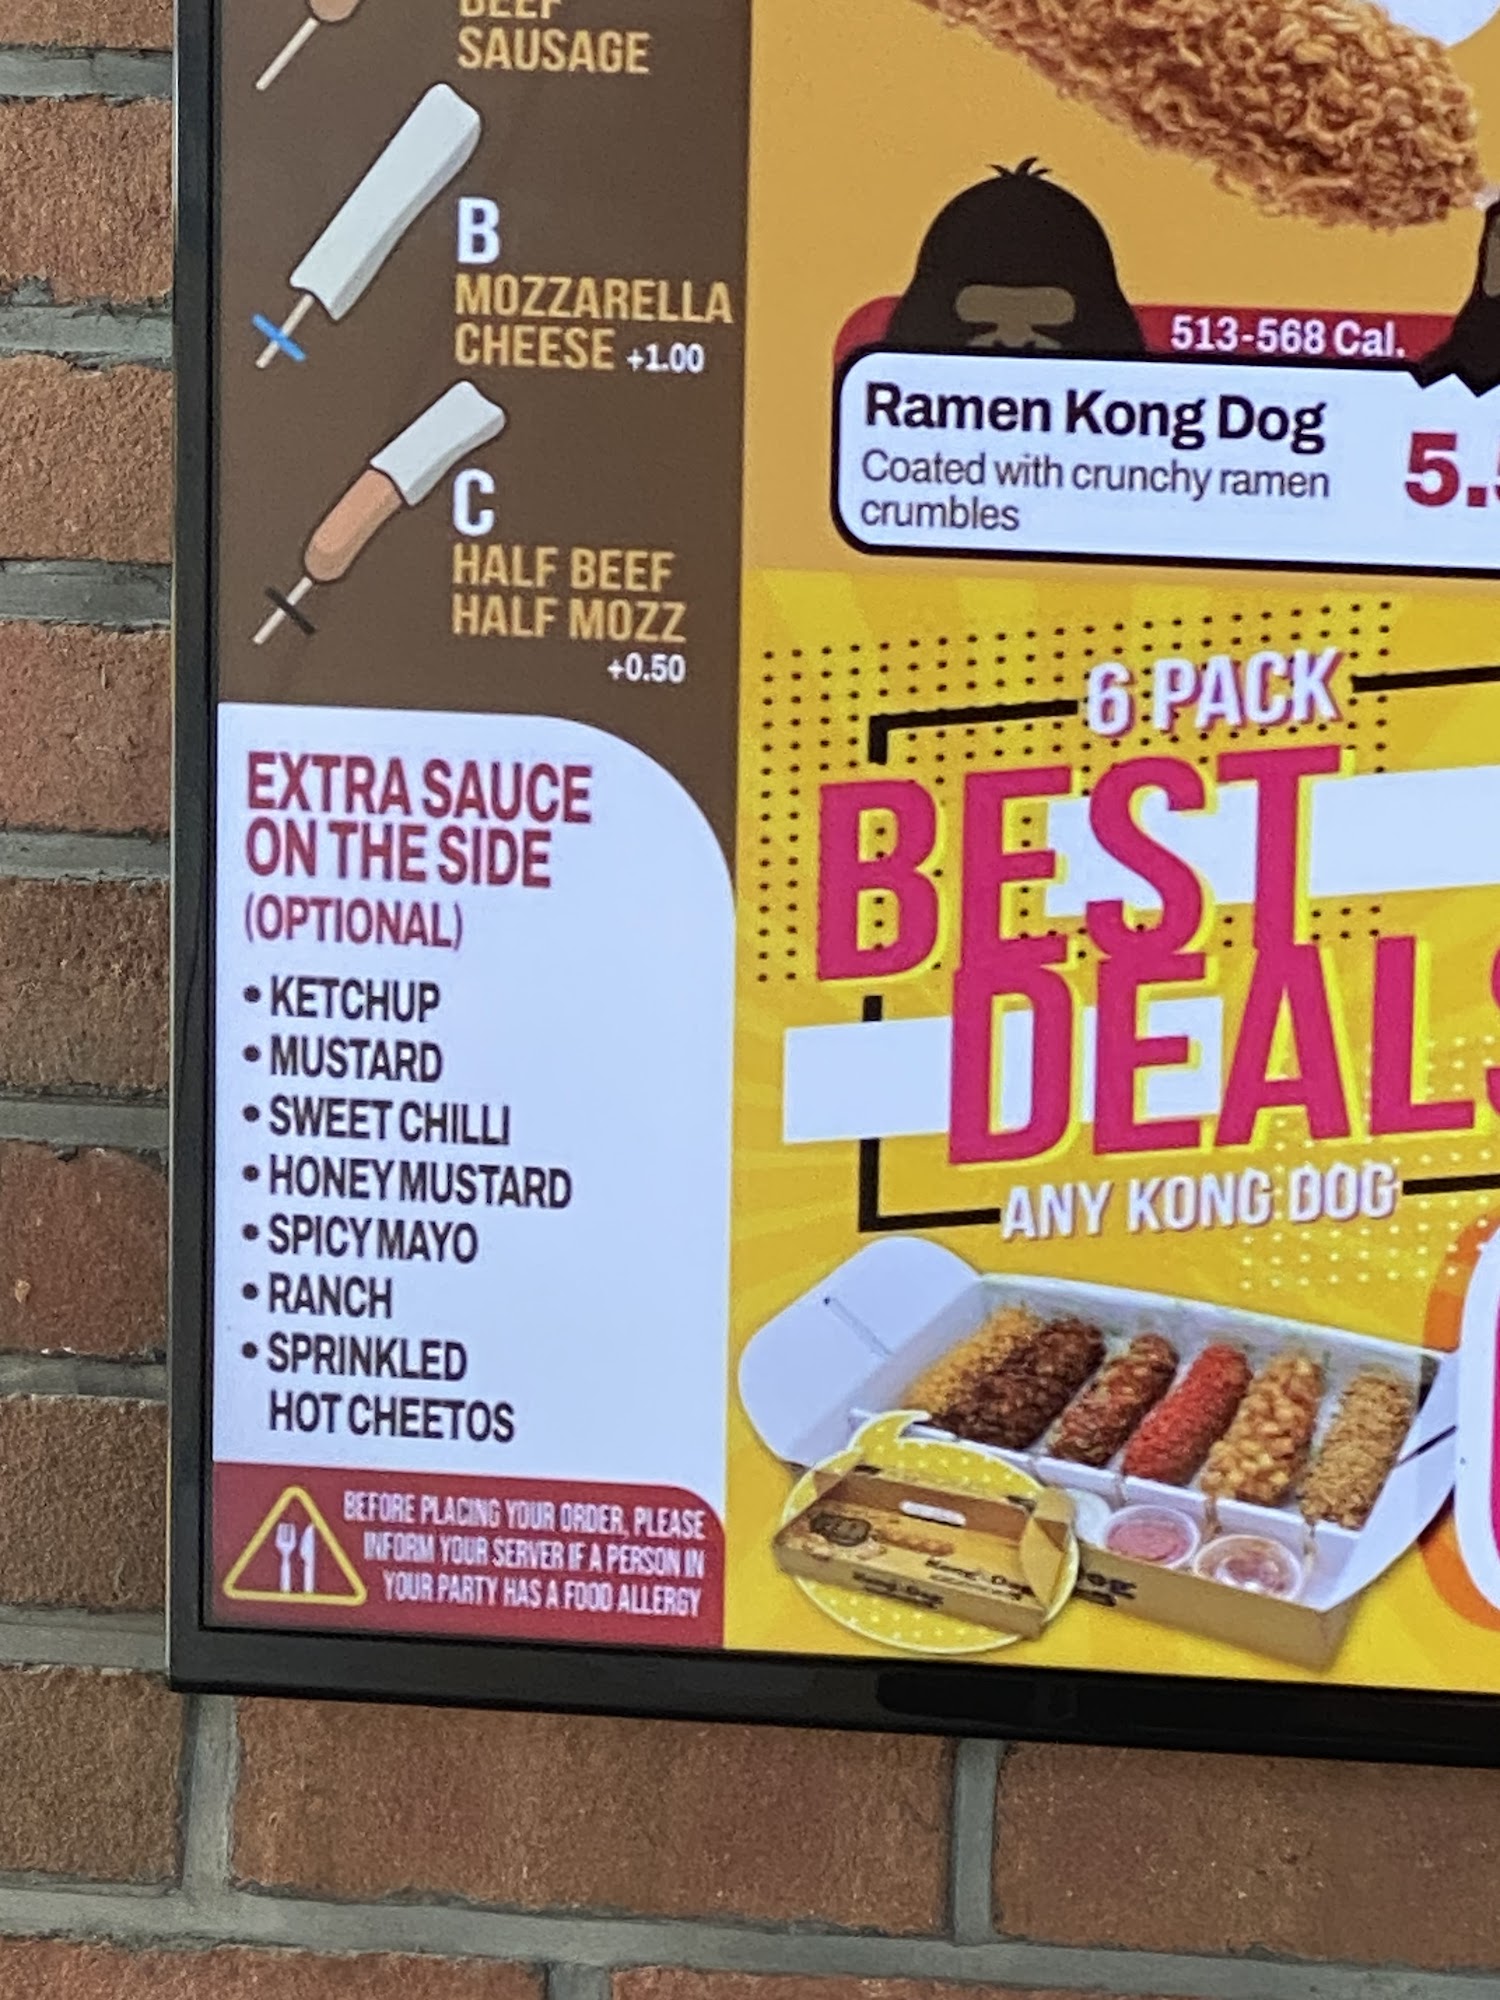 BEEF
SAUSAGE
B
MOZZARELLA
CHEESE +1.00
C
HALF BEEF
HALF MOZZ
+0.50
EXTRA SAUCE
ON THE SIDE
(OPTIONAL)
• KETCHUP
• MUSTARD
• SWEET CHILLI
• HONEY MUSTARD
• SPICY MAYO
• RANCH
• SPRINKLED
HOT CHEETOS
BEFORE PLACING YOUR ORDER, PLEASE
INFORM YOUR SERVER IF A PERSON IN
YOUR PARTY HAS A FOOD ALLERGY
513-568 Cal.
Ramen Kong Dog
Coated with crunchy ramen
crumbles
5.
6 PACK
BEST
DEALS
ANY KONG DOG